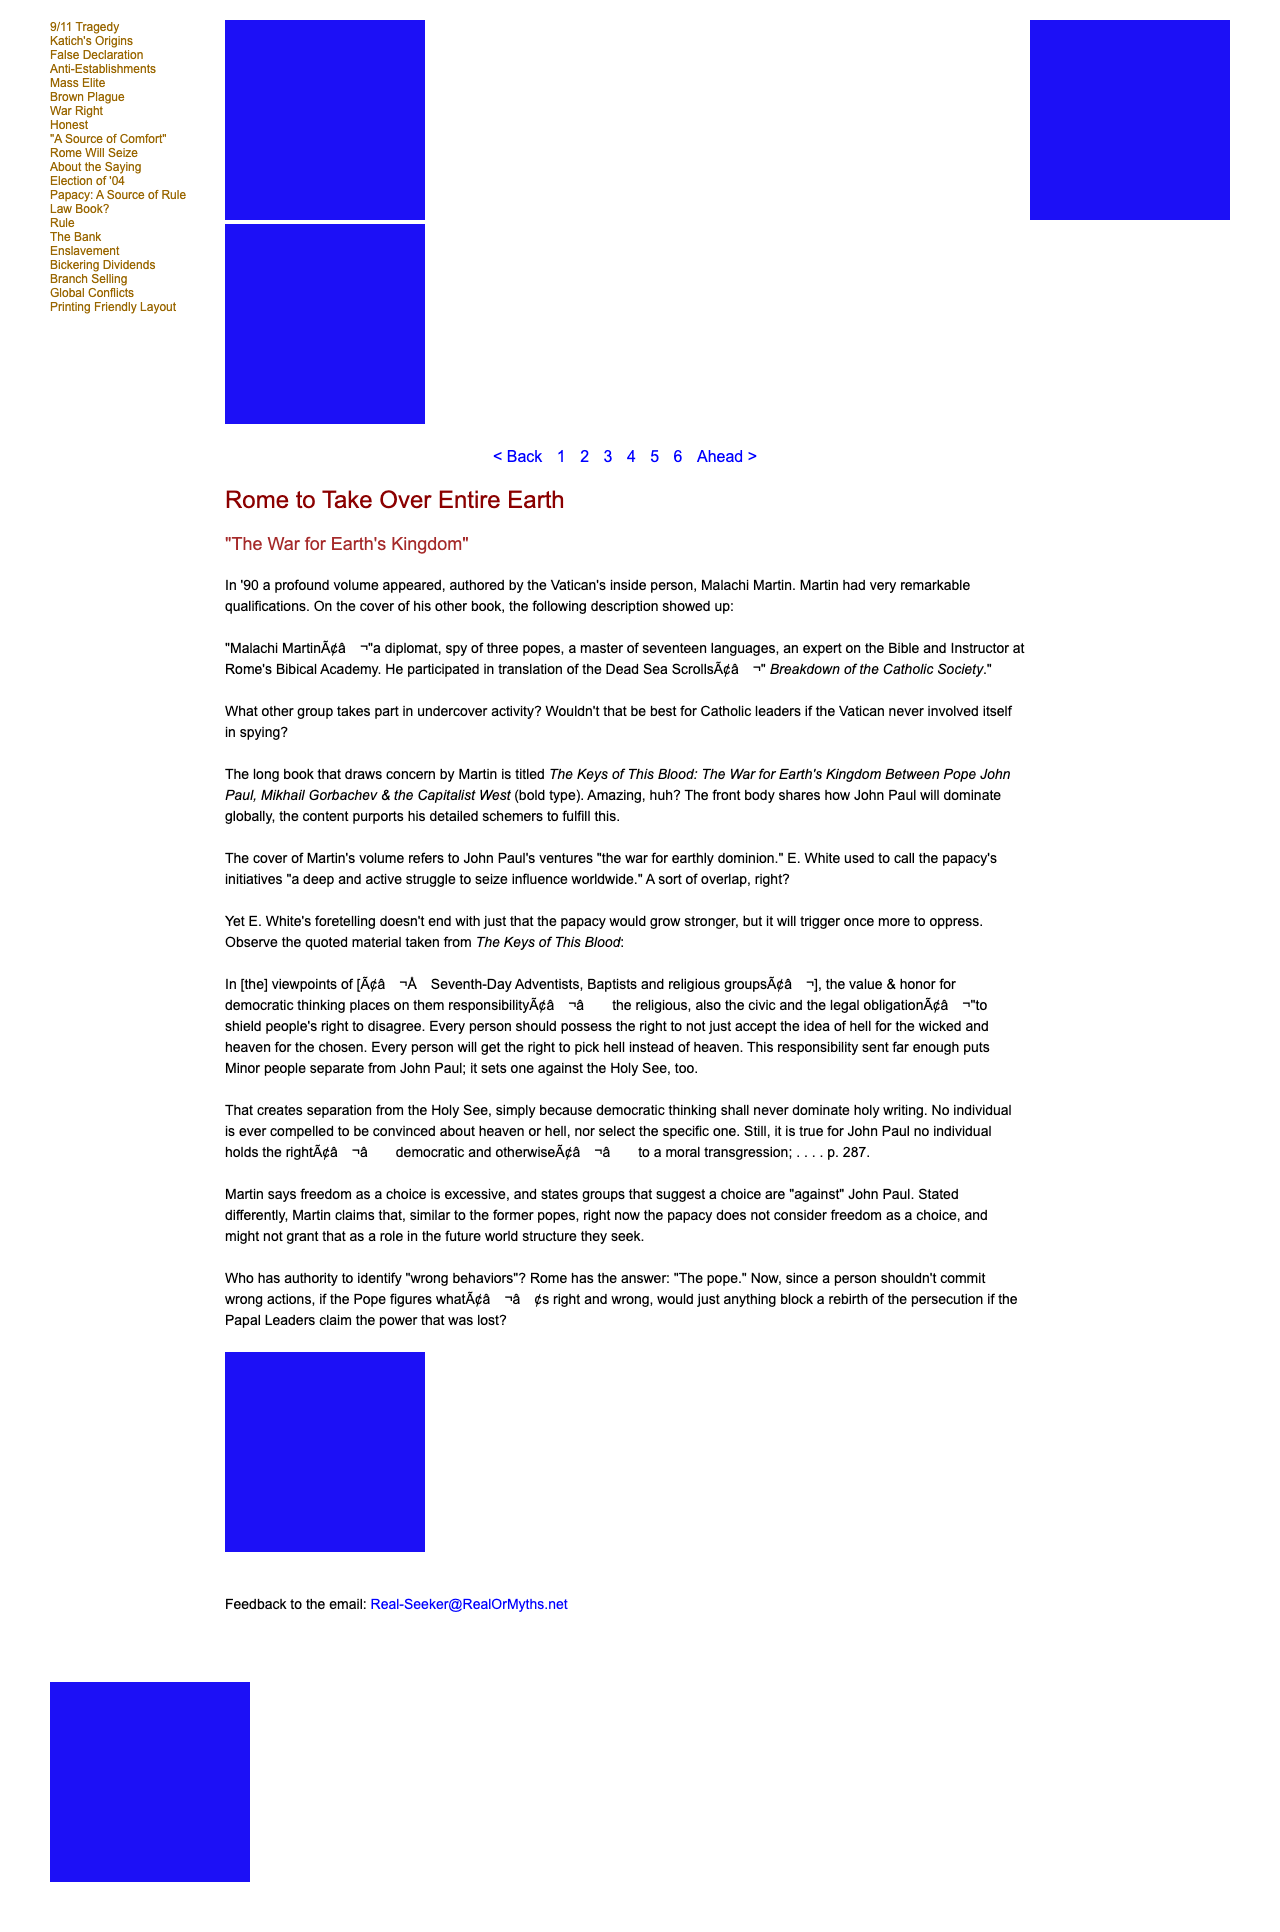 9/11 Tragedy
Katich's Origins
False Declaration
Anti-Establishments
Mass Elite
Brown Plague
War Right
Honest
"A Source of Comfort"
Rome Will Seize
About the Saying
Election of '04
Papacy: A Source of Rule
Law Book?
Rule
The Bank
Enslavement
Bickering Dividends
Branch Selling
Global Conflicts
Printing Friendly Layout
< Back 1 2 3 4 5 6 Ahead >
Rome to Take Over Entire Earth
"The War for Earth's Kingdom"
In '90 a profound volume appeared, authored by the Vatican's inside person, Malachi Martin. Martin had very remarkable
qualifications. On the cover of his other book, the following description showed up:
"Malachi MartinÃ¢â ¬"a diplomat, spy of three popes, a master of seventeen languages, an expert on the Bible and Instructor at
Rome's Bibical Academy. He participated in translation of the Dead Sea ScrollsÃ¢â ¬" Breakdown of the Catholic Society."
What other group takes part in undercover activity? Wouldn't that be best for Catholic leaders if the Vatican never involved itself
in spying?
The long book that draws concern by Martin is titled The Keys of This Blood: The War for Earth's Kingdom Between Pope John
Paul, Mikhail Gorbachev & the Capitalist West (bold type). Amazing, huh? The front body shares how John Paul will dominate
globally, the content purports his detailed schemers to fulfill this.
The cover of Martin's volume refers to John Paul's ventures "the war for earthly dominion." E. White used to call the papacy's
initiatives "a deep and active struggle to seize influence worldwide." A sort of overlap, right?
Yet E. White's foretelling doesn't end with just that the papacy would grow stronger, but it will trigger once more to oppress.
Observe the quoted material taken from The Keys of This Blood:
In [the] viewpoints of [Ã¢â ¬Å Seventh-Day Adventists, Baptists and religious groupsÃ¢â ¬], the value & honor for
democratic thinking places on them responsibilityÃ¢â ¬â the religious, also the civic and the legal obligationÃ¢â ¬"to
shield people's right to disagree. Every person should possess the right to not just accept the idea of hell for the wicked and
heaven for the chosen. Every person will get the right to pick hell instead of heaven. This responsibility sent far enough puts
Minor people separate from John Paul; it sets one against the Holy See, too.
That creates separation from the Holy See, simply because democratic thinking shall never dominate holy writing. No individual
is ever compelled to be convinced about heaven or hell, nor select the specific one. Still, it is true for John Paul no individual
holds the rightÃ¢â ¬â democratic and otherwiseÃ¢â ¬â to a moral transgression; . . . . p. 287.
Martin says freedom as a choice is excessive, and states groups that suggest a choice are "against" John Paul. Stated
differently, Martin claims that, similar to the former popes, right now the papacy does not consider freedom as a choice, and
might not grant that as a role in the future world structure they seek.
Who has authority to identify "wrong behaviors"? Rome has the answer: "The pope." Now, since a person shouldn't commit
wrong actions, if the Pope figures whatÃ¢â ¬â ¢s right and wrong, would just anything block a rebirth of the persecution if the
Papal Leaders claim the power that was lost?
Feedback to the email: Real-Seeker@RealOrMyths.net